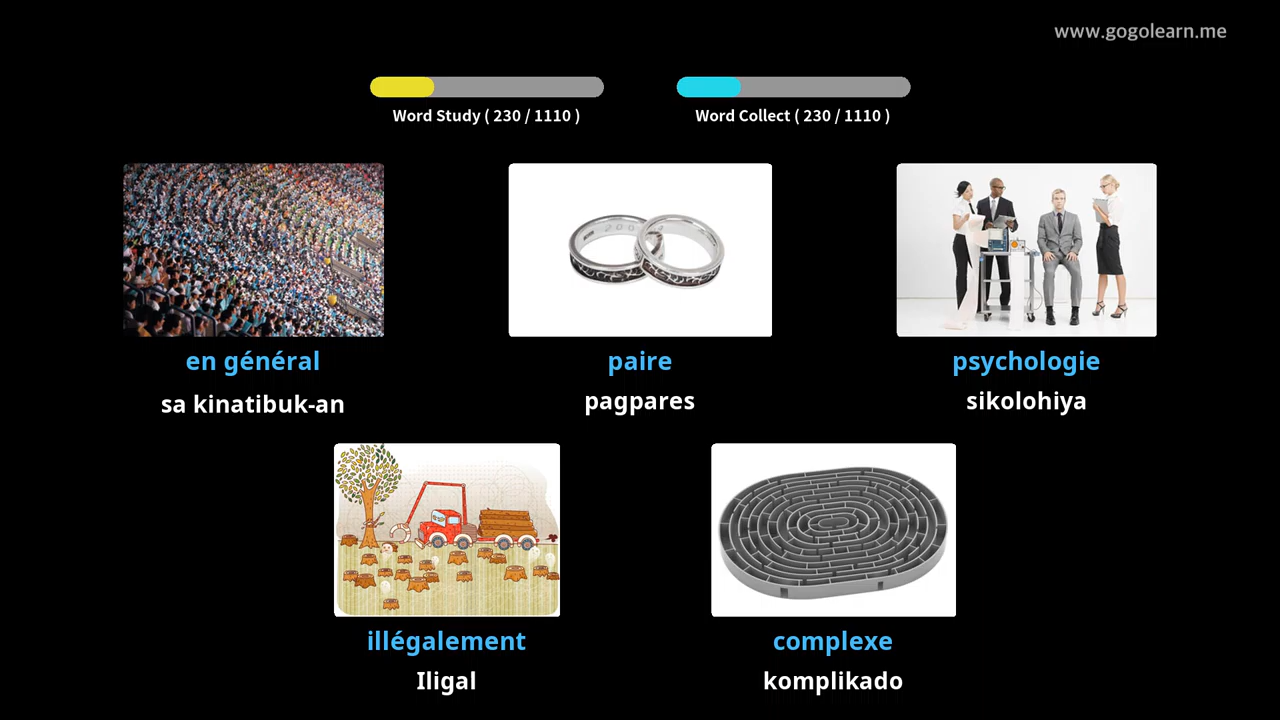 www.gogolearn.me
Word Study ( 230 / 1110 )
Word Collect ( 230 / 1110 )
en général
paire
psychologie
sa kinatibuk-an
pagpares
sikolohiya
illégalement
complexe
Iligal
komplikado